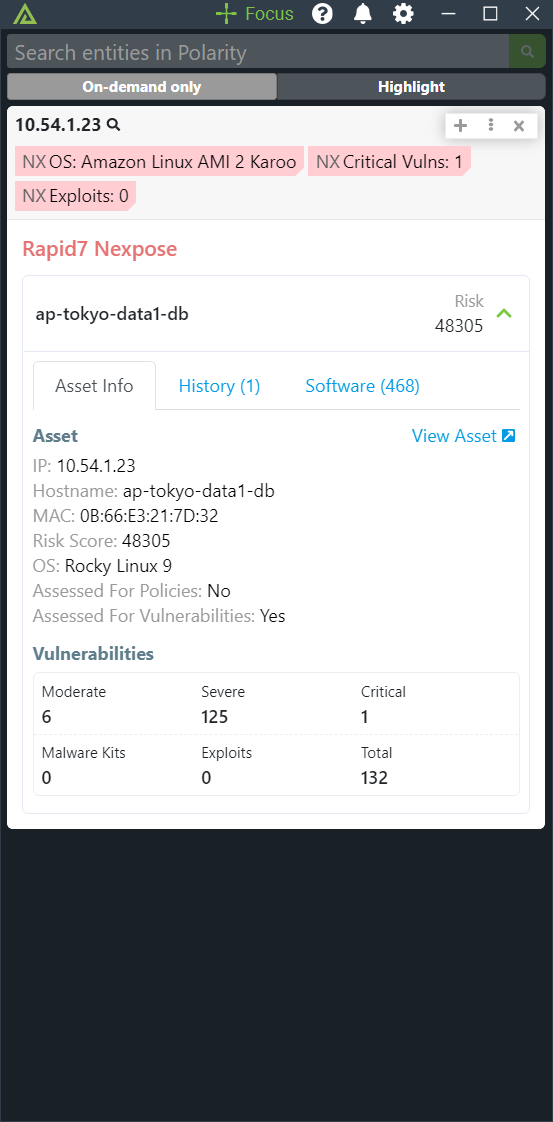 Focus
Search entities in Polarity
On-demand only Highlight
10.54.1.23
NX OS: Amazon Linux AMI 2 Karoo NX Critical Vulns: 1
NX Exploits: 0
Rapid7 Nexpose
ap-tokyo-data1-db Risk 48305
Asset Info History (1) Software (468)
Asset View Asset
IP: 10.54.1.23
Hostname: ap-tokyo-data1-db
MAC: 0B:66:E3:21:7D:32
Risk Score: 48305
OS: Rocky Linux 9
Assessed For Policies: No
Assessed For Vulnerabilities: Yes
Vulnerabilities
Moderate Severe Critical
6 125 1
Malware Kits Exploits Total
0 0 132